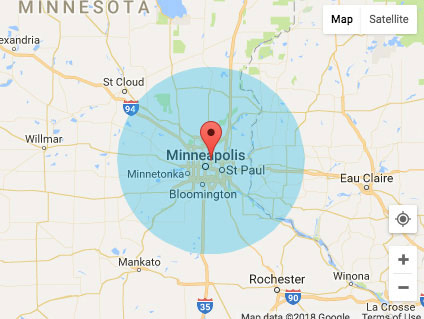 MINNESOTA
Map Satellite
exandria
St Cloud
94
Willmar
Minneapolis
Minnetonka
St Paul
Bloomington
Eau Claire
Mankato
Rochester
Winona
35
90
La Crosse
Map data ©2018 Google Terms of Use